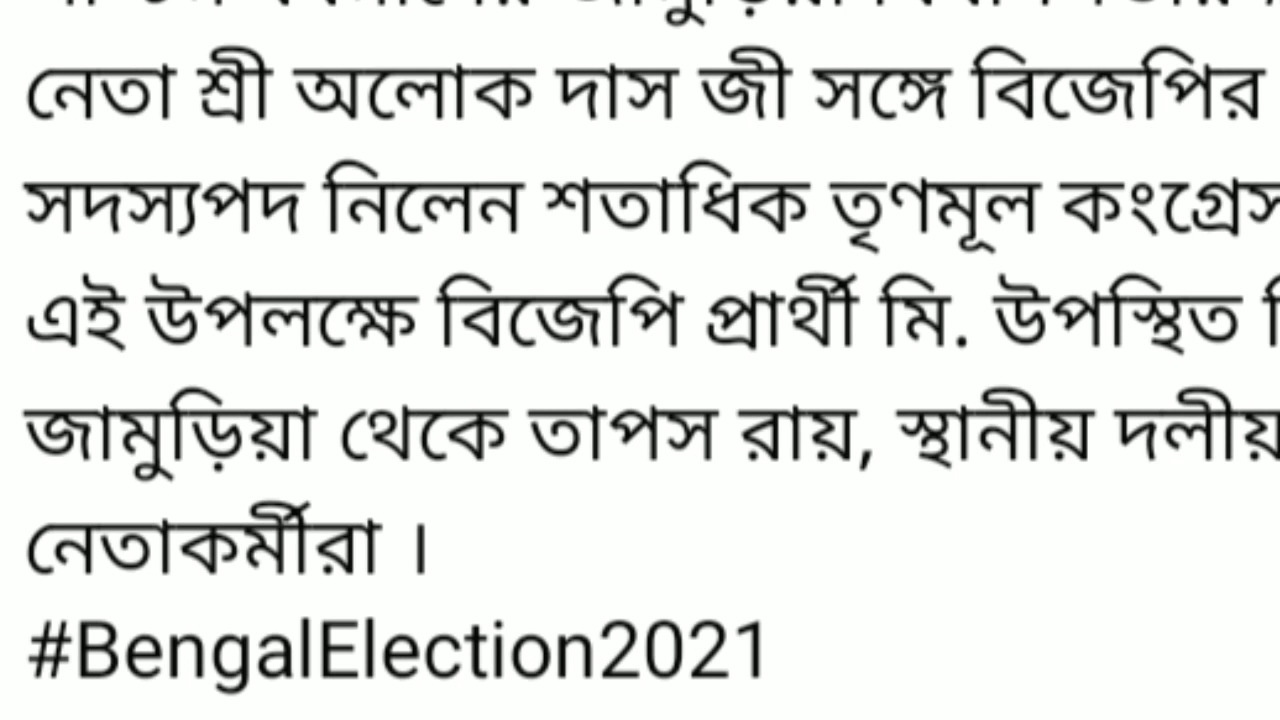 নেতা শ্রী অলোক দাস জী সঙ্গে বিজেপির
সদস্যপদ নিলেন শতাধিক তৃণমূল কংগ্রেস
এই উপলক্ষে বিজেপি প্রার্থী মি. উপস্থিত
জামুড়িয়া থেকে তাপস রায়, স্থানীয় দলীয়
নেতাকর্মীরা ।
#BengalElection2021